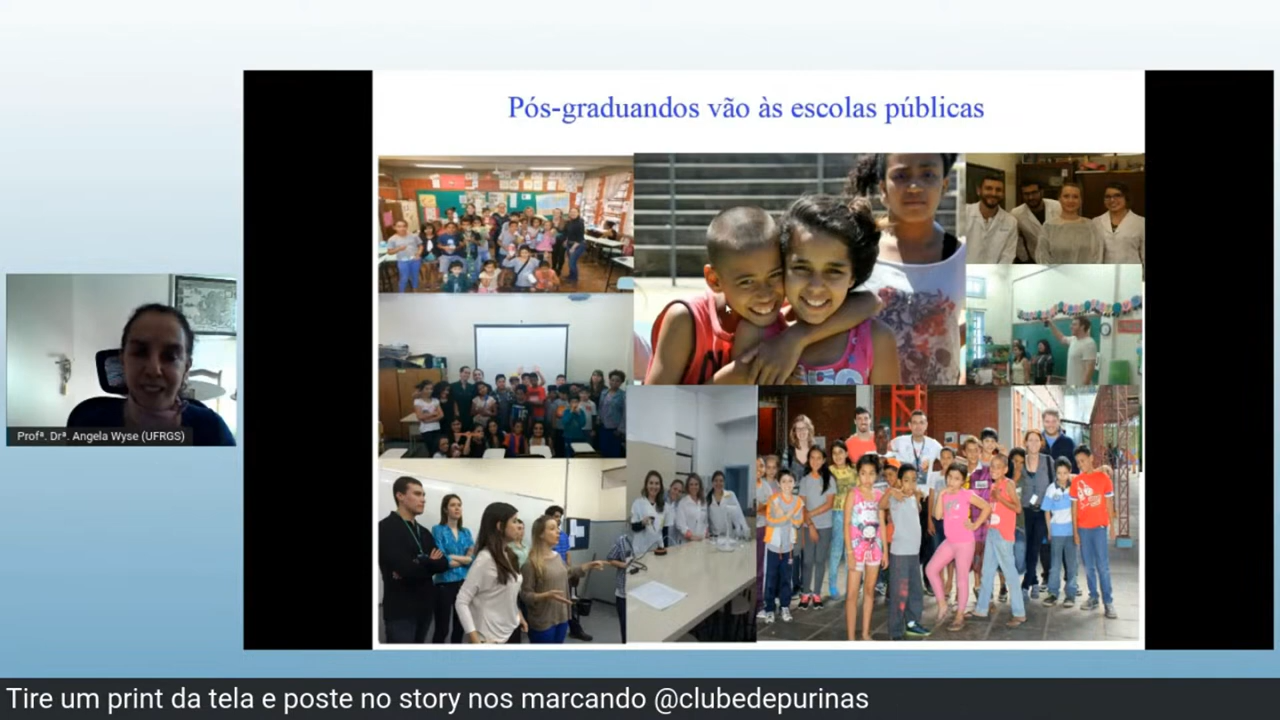 Pós-graduandos vão às escolas públicas
Profª. Drª. Angela Wyse (UFRGS)
Tire um print da tela e poste no story nos marcando @clubedepurinas